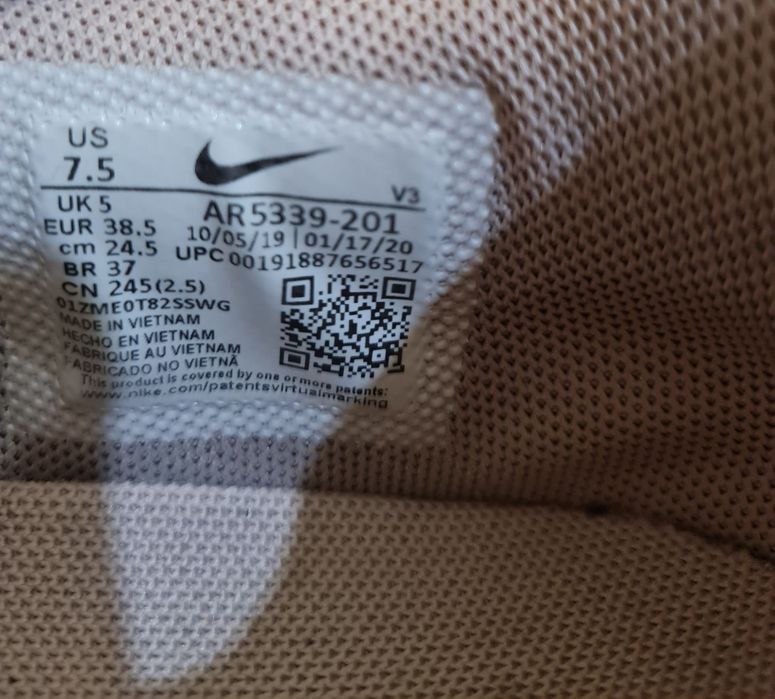 US
7.5
V3
UK 5
AR5339-201
EUR 38.5
10/05/19 | 01/17/20
cm 24.5
UPC 00191887656517
BR 37
CN 245(2.5)
01ZME0T82SSWG
MADE IN VIETNAM
HECHO EN VIETNAM
FABRIQUE AU VIETNAM
FABRICADO NO VIETNÃ
This product is covered by one or more patents:
www.nike.com/patentsvirtualmarking